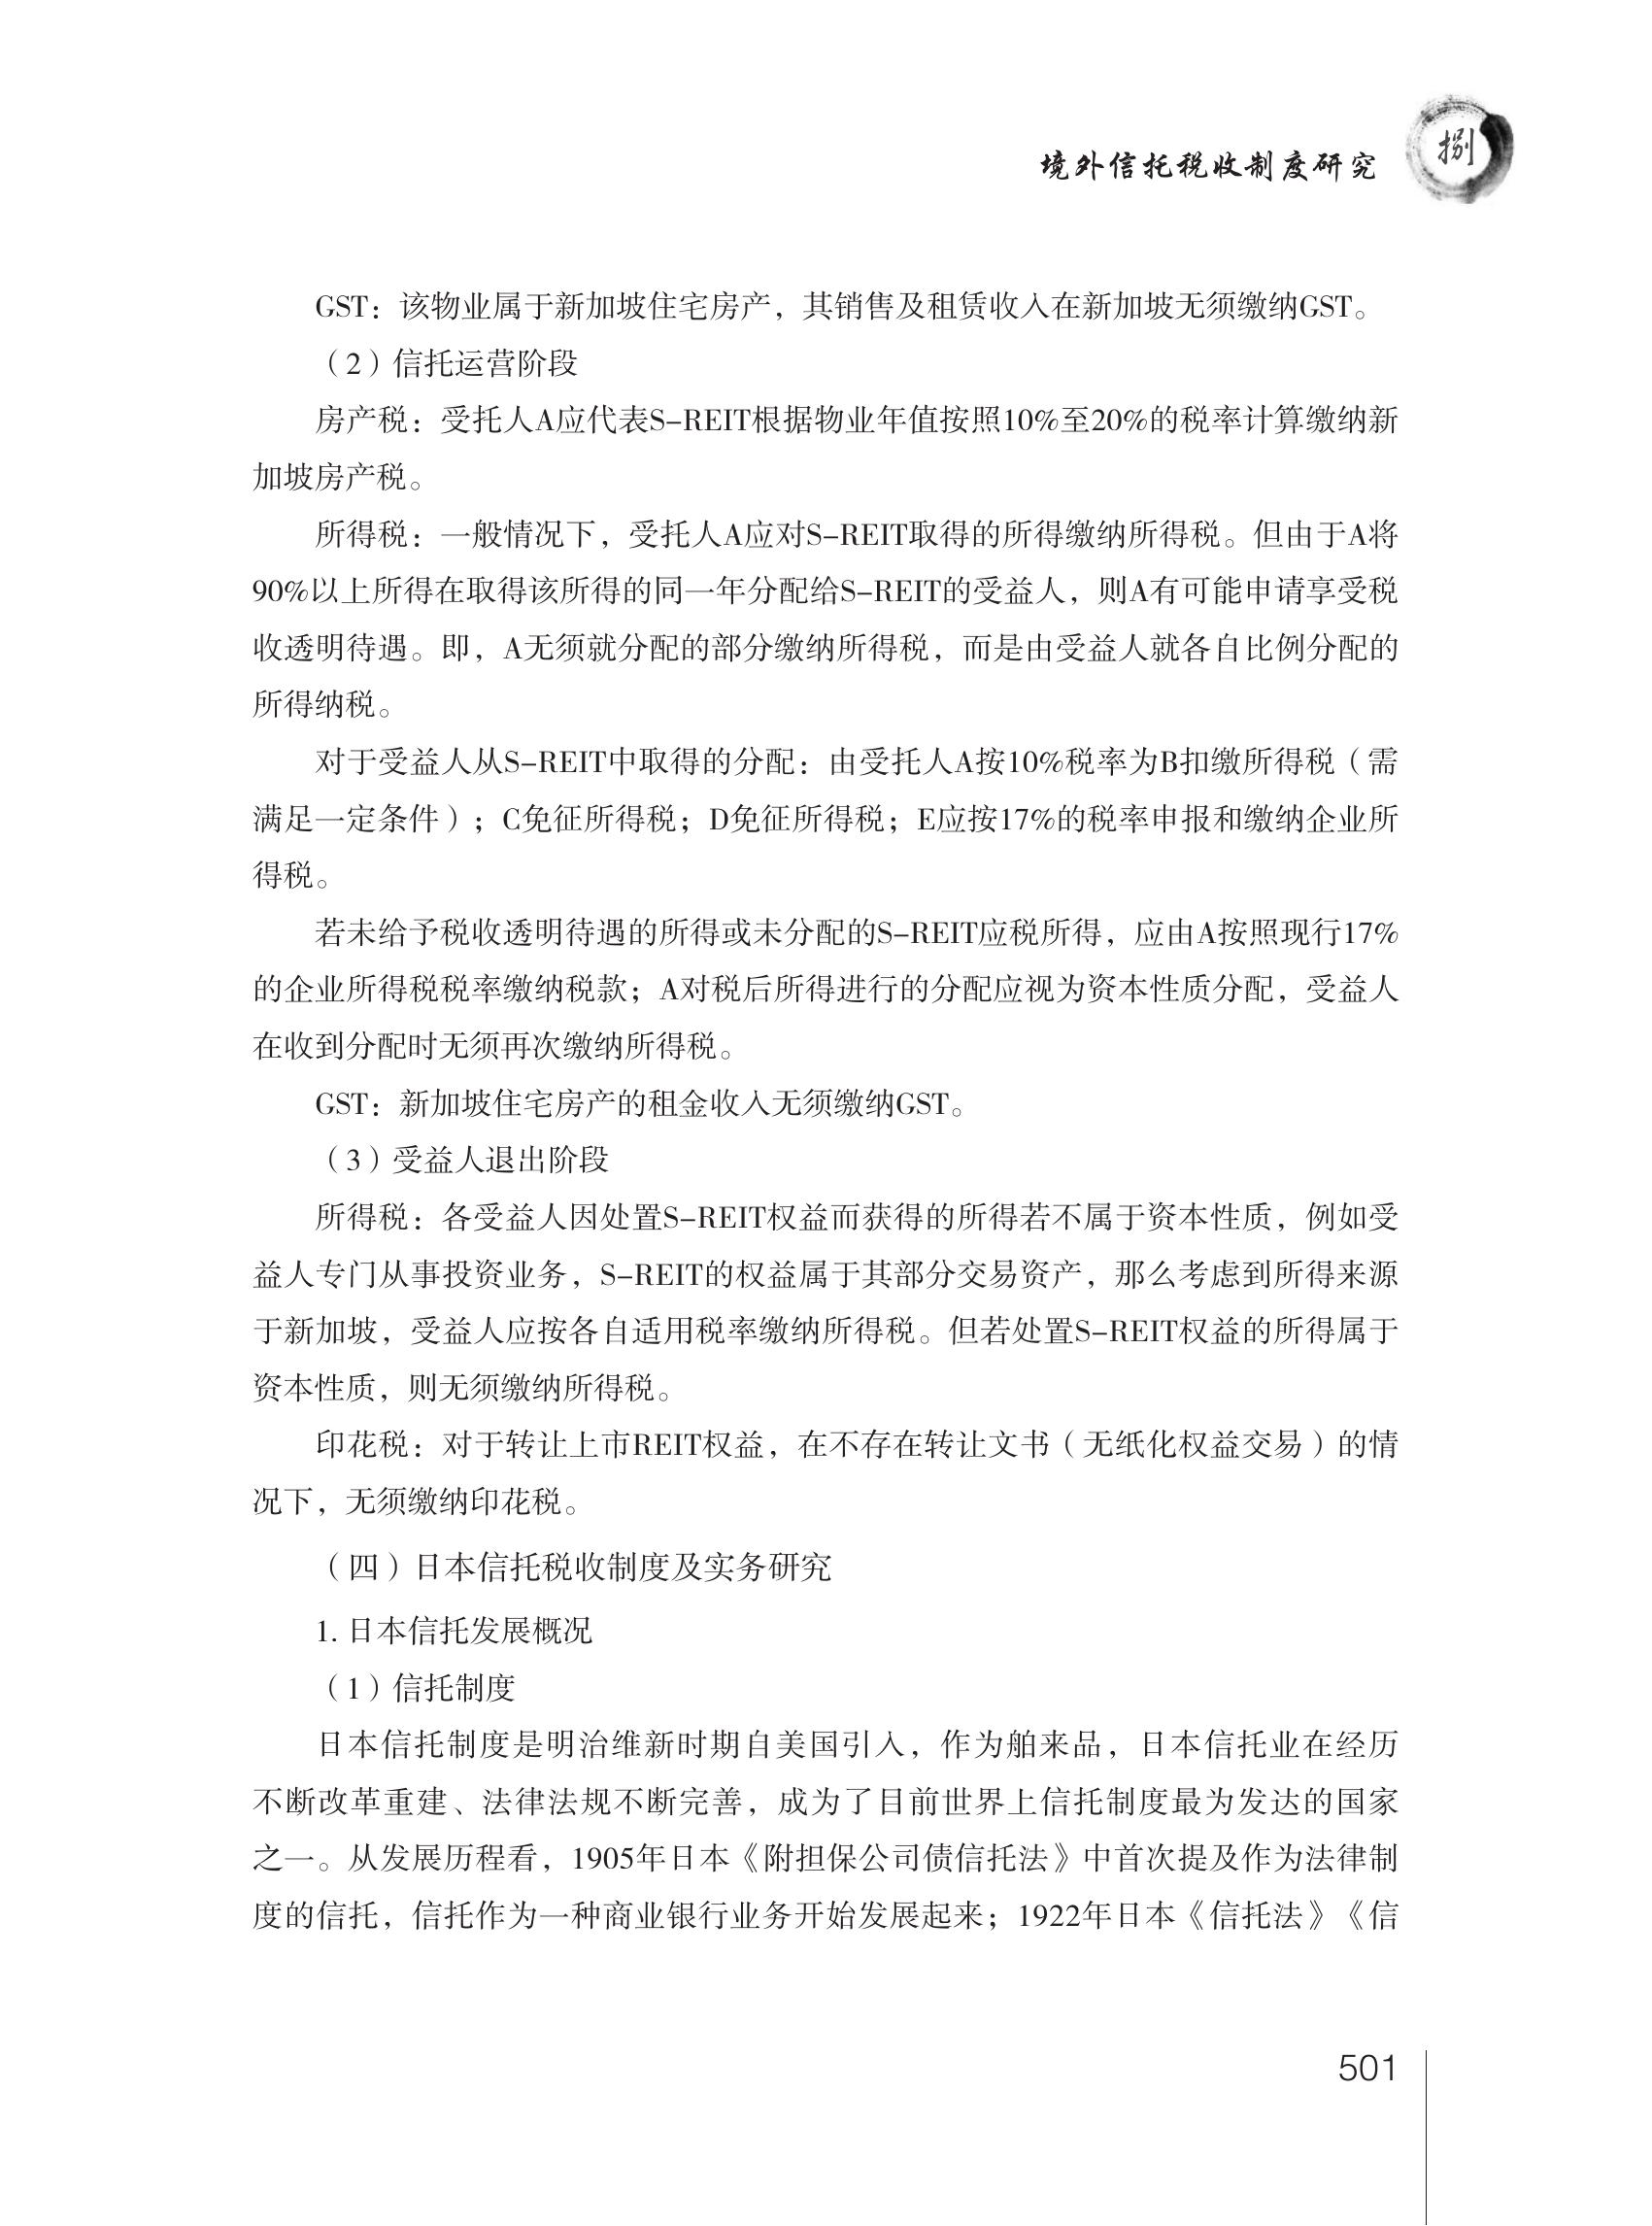 境外信托税收制度研究
捌
GST：该物业属于新加坡住宅房产，其销售及租赁收入在新加坡无须缴纳GST。
（2）信托运营阶段
房产税：受托人A应代表S–REIT根据物业年值按照10%至20%的税率计算缴纳新
加坡房产税。
所得税：一般情况下，受托人A应对S–REIT取得的所得缴纳所得税。但由于A将
90%以上所得在取得该所得的同一年分配给S–REIT的受益人，则A有可能申请享受税
收透明待遇。即，A无须就分配的部分缴纳所得税，而是由受益人就各自比例分配的
所得纳税。
对于受益人从S–REIT中取得的分配：由受托人A按10%税率为B扣缴所得税（需
满足一定条件）；C免征所得税；D免征所得税；E应按17%的税率申报和缴纳企业所
得税。
若未给予税收透明待遇的所得或未分配的S–REIT应税所得，应由A按照现行17%
的企业所得税税率缴纳税款；A对税后所得进行的分配应视为资本性质分配，受益人
在收到分配时无须再次缴纳所得税。
GST：新加坡住宅房产的租金收入无须缴纳GST。
（3）受益人退出阶段
所得税：各受益人因处置S–REIT权益而获得的所得若不属于资本性质，例如受
益人专门从事投资业务，S–REIT的权益属于其部分交易资产，那么考虑到所得来源
于新加坡，受益人应按各自适用税率缴纳所得税。但若处置S–REIT权益的所得属于
资本性质，则无须缴纳所得税。
印花税：对于转让上市REIT权益，在不存在转让文书（无纸化权益交易）的情
况下，无须缴纳印花税。
（四）日本信托税收制度及实务研究
1. 日本信托发展概况
（1）信托制度
日本信托制度是明治维新时期自美国引入，作为舶来品，日本信托业在经历
不断改革重建、法律法规不断完善，成为了目前世界上信托制度最为发达的国家
之一。从发展历程看，1905年日本《附担保公司债信托法》中首次提及作为法律制
度的信托，信托作为一种商业银行业务开始发展起来；1922年日本《信托法》《信
501